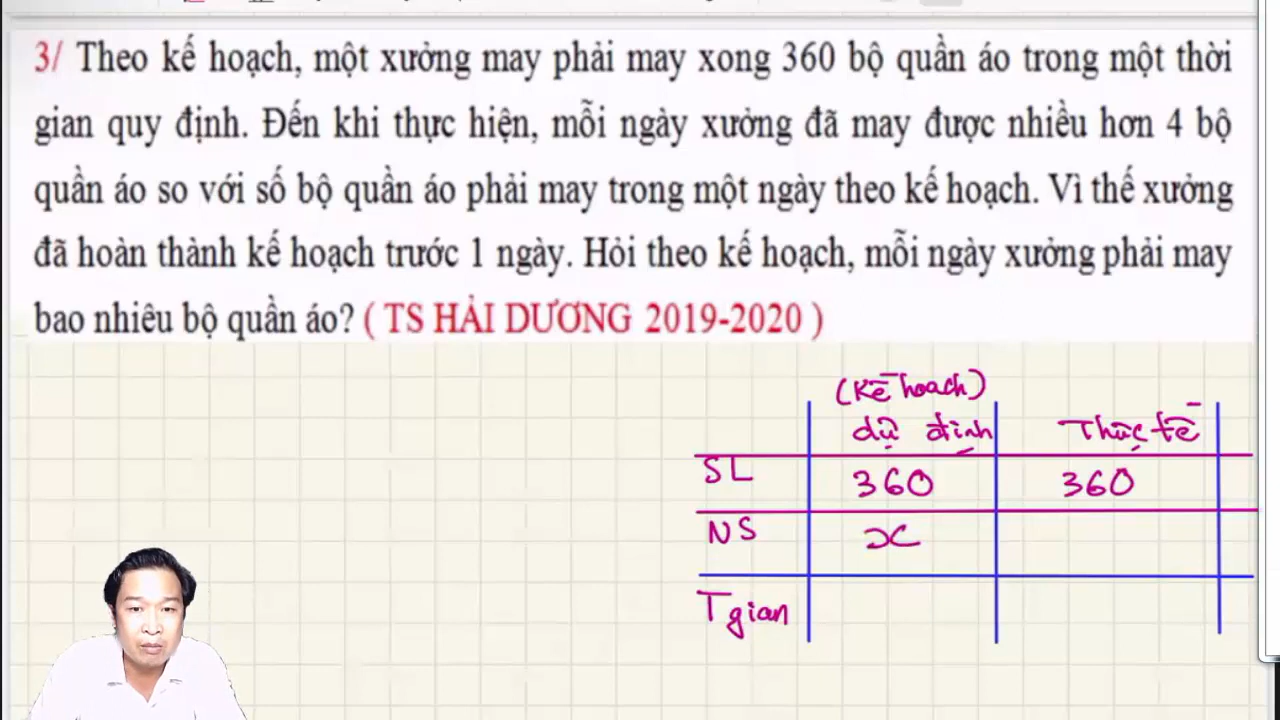 3/ Theo kế hoạch, một xưởng may phải may xong 360 bộ quần áo trong một thời
gian quy định. Đến khi thực hiện, mỗi ngày xưởng đã may được nhiều hơn 4 bộ
quần áo so với số bộ quần áo phải may trong một ngày theo kế hoạch. Vì thế xưởng
đã hoàn thành kế hoạch trước 1 ngày. Hỏi theo kế hoạch, mỗi ngày xưởng phải may
bao nhiêu bộ quần áo? ( TS HẢI DƯƠNG 2019-2020 )
(Kế hoạch)
dự định Thực tế
SL 360 360
NS x
Tgian